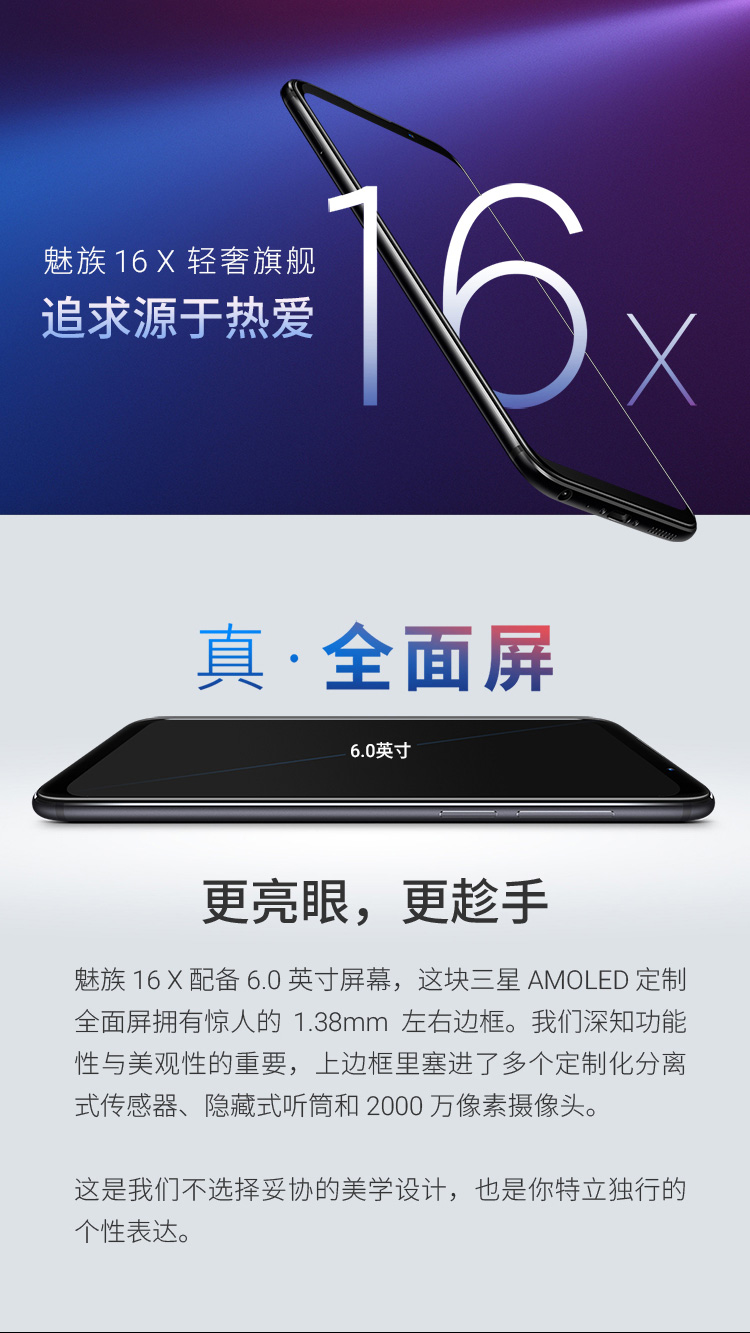 魅族 16 X 轻奢旗舰
追求源于热爱
16 X
真·全面屏
6.0英寸
更亮眼，更趁手
魅族 16 X 配备 6.0 英寸屏幕，这块三星 AMOLED 定制
全面屏拥有惊人的 1.38mm 左右边框。我们深知功能
性与美观性的重要，上边框里塞进了多个定制化分离
式传感器、隐藏式听筒和 2000 万像素摄像头。
这是我们不选择妥协的美学设计，也是你特立独行的
个性表达。